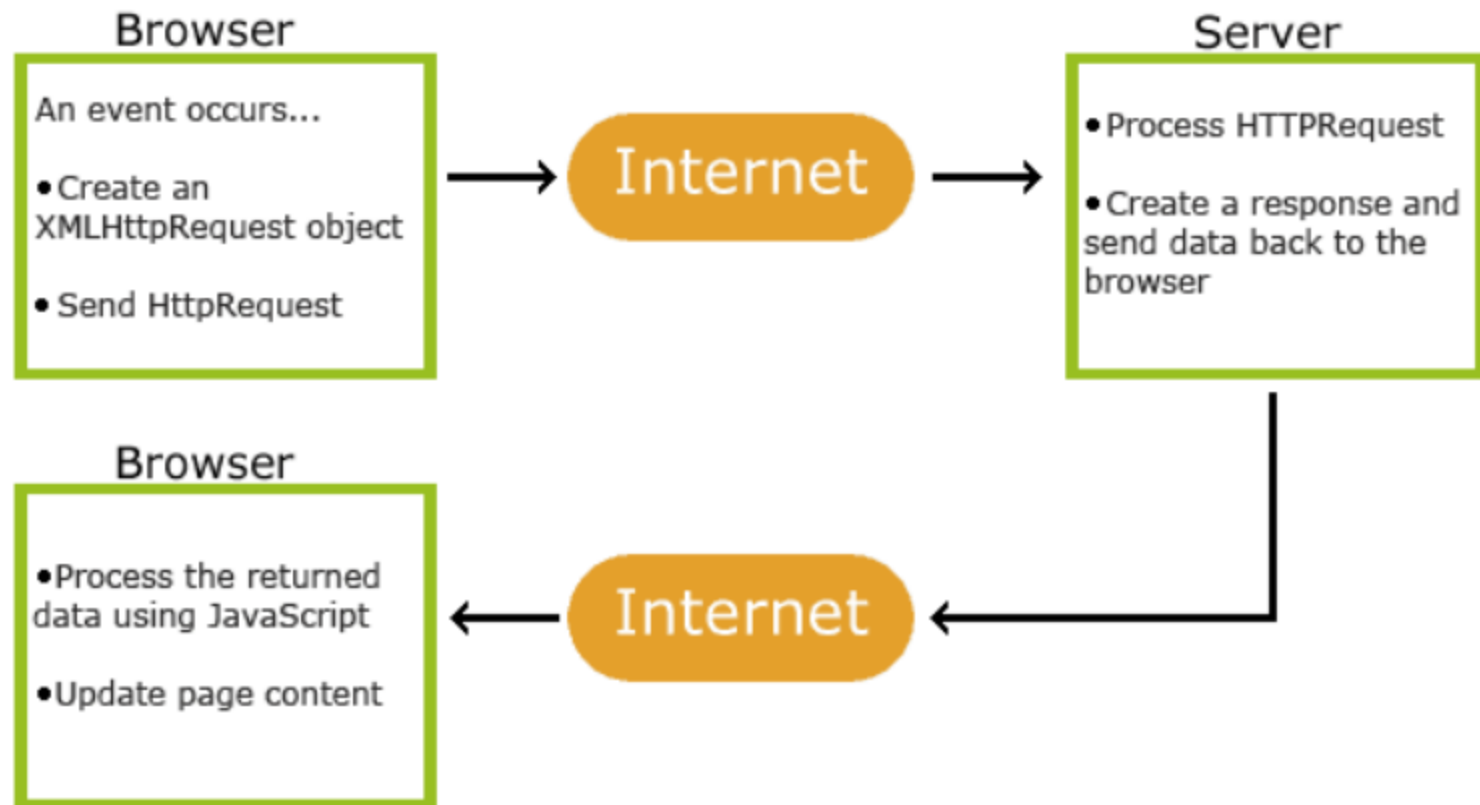 Browser
An event occurs...
•Create an
XMLHttpRequest object
• Send HttpRequest
Internet
Server
•Process HTTPRequest
•Create a response and
send data back to the
browser
Browser
•Process the returned
data using JavaScript
•Update page content
Internet